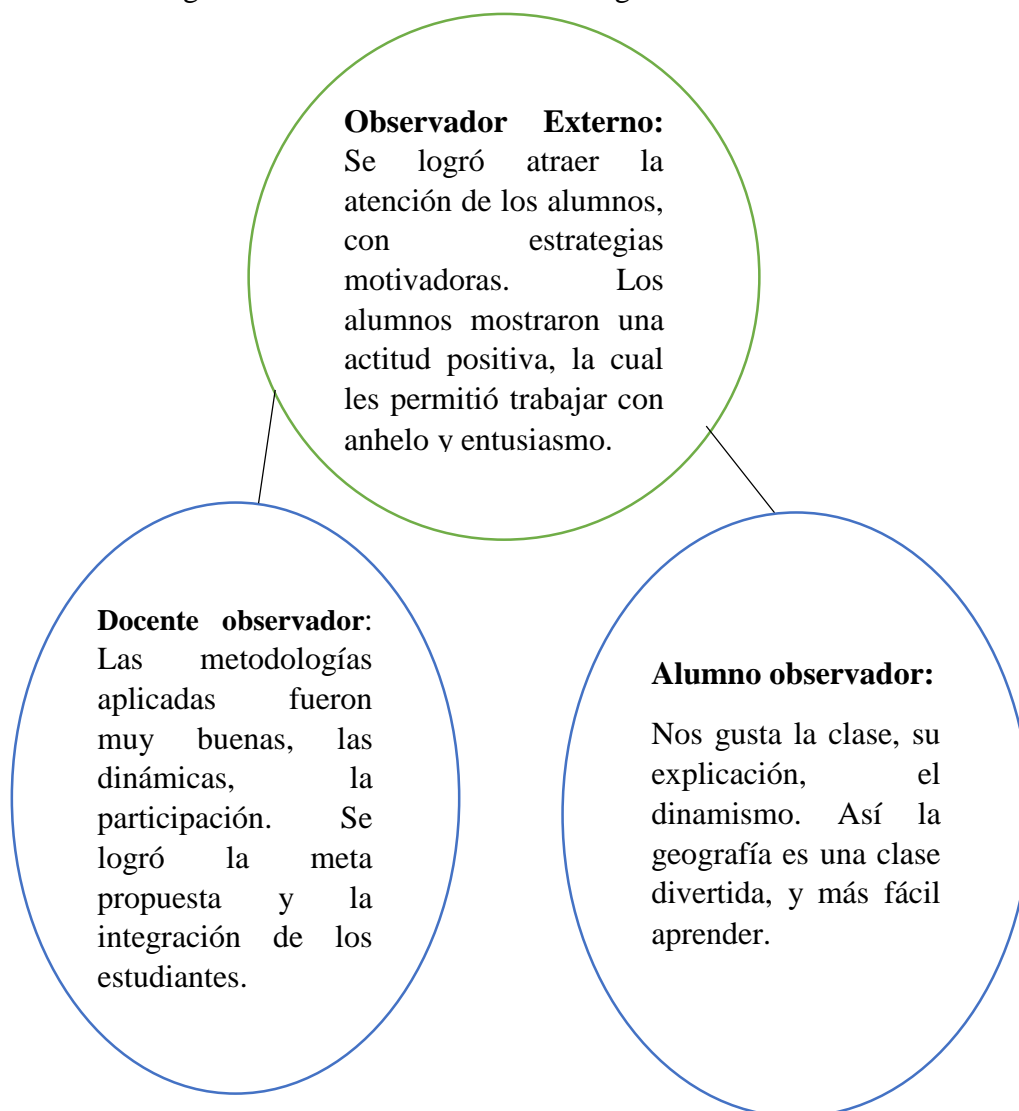 Observador Externo:
Se logró atraer la
atención de los alumnos,
con estrategias
motivadoras. Los
alumnos mostraron una
actitud positiva, la cual
les permitió trabajar con
anhelo y entusiasmo.
Docente observador:
Las metodologías
aplicadas fueron
muy buenas, las
dinámicas, la
participación. Se
logró la meta
propuesta y la
integración de los
estudiantes.
Alumno observador:
Nos gusta la clase, su
explicación, el
dinamismo. Así la
geografía es una clase
divertida, y más fácil
aprender.